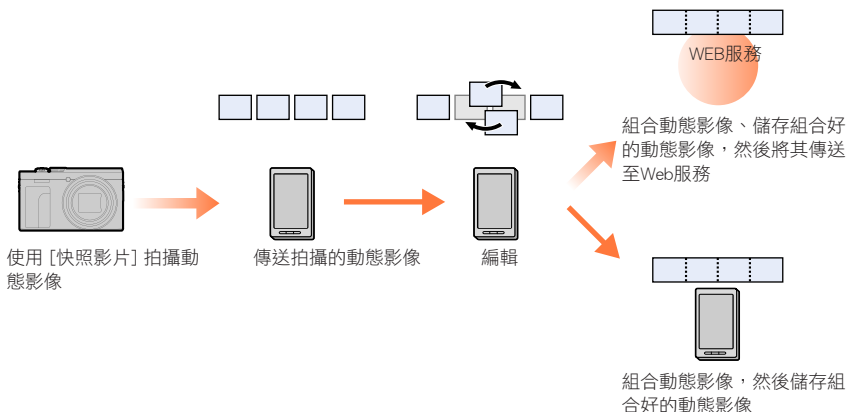 WEB服務
組合動態影像、儲存組合好
的動態影像，然後將其傳送
至Web服務
使用 [快照影片] 拍攝動
態影像
傳送拍攝的動態影像
編輯
組合動態影像，然後儲存組
合好的動態影像